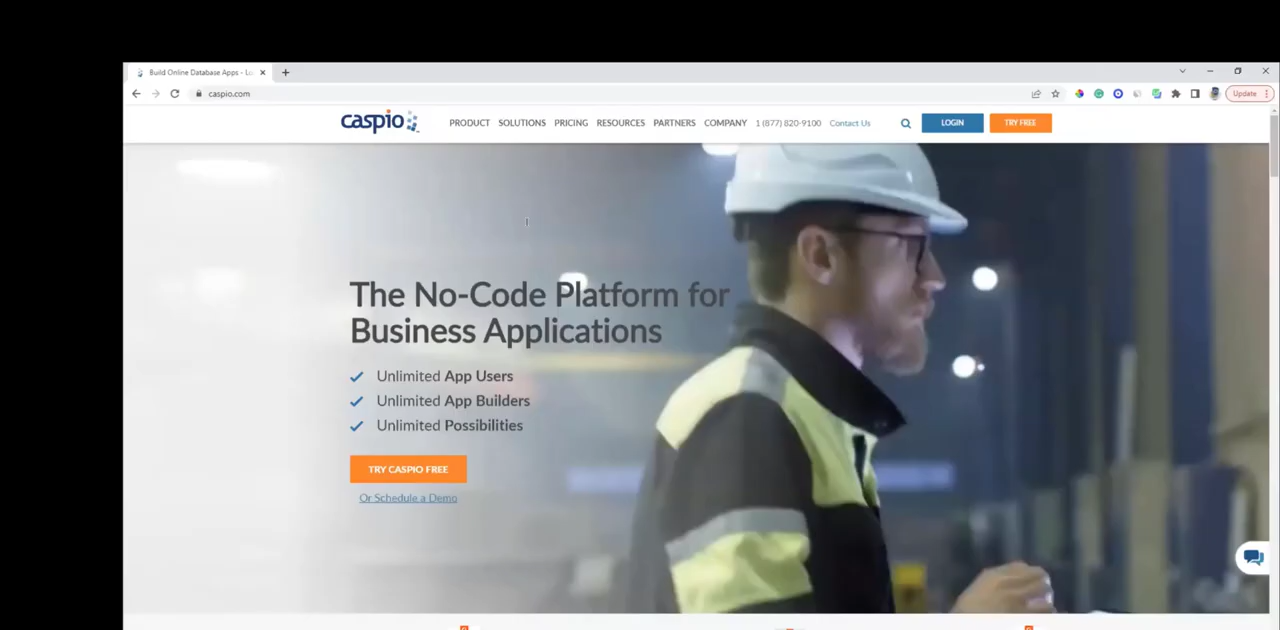 Build Online Database Apps - Lo
caspio.com
Update
caspio
PRODUCT SOLUTIONS PRICING RESOURCES PARTNERS COMPANY 1 (877) 820-9100 Contact Us LOGIN TRY FREE
The No-Code Platform for
Business Applications
Unlimited App Users
Unlimited App Builders
Unlimited Possibilities
TRY CASPIO FREE
Or Schedule a Demo